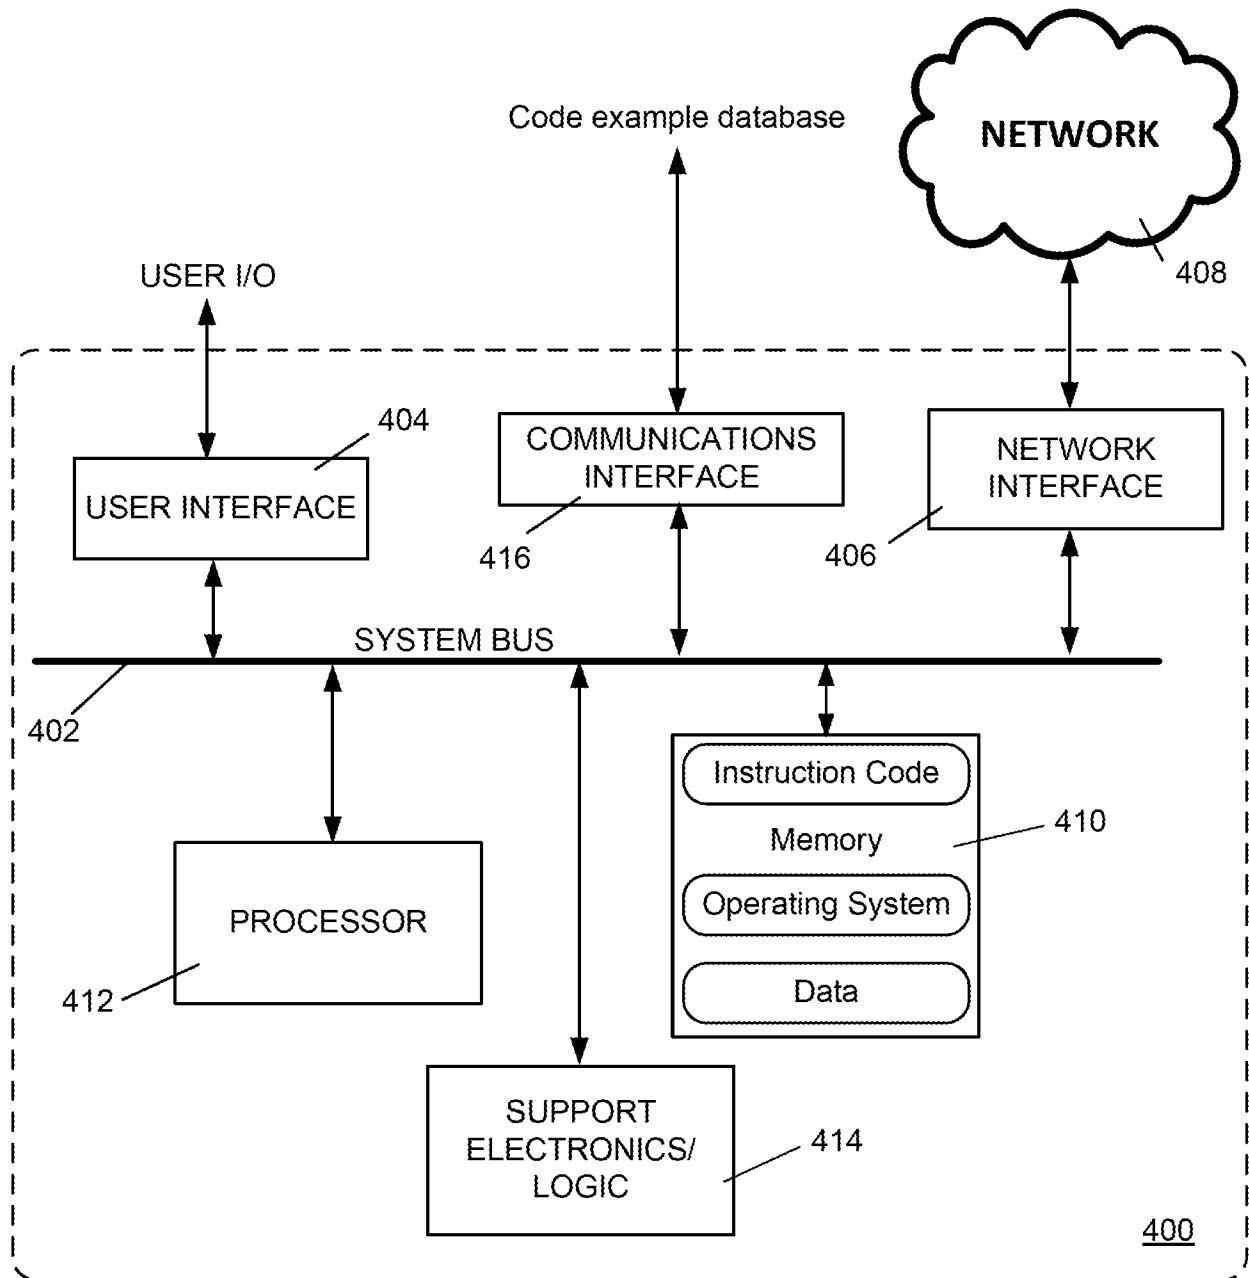 Code example database
NETWORK
408
USER I/O
404
USER INTERFACE
COMMUNICATIONS
INTERFACE
416
NETWORK
INTERFACE
406
SYSTEM BUS
402
Instruction Code
Memory
410
Operating System
Data
PROCESSOR
412
SUPPORT
ELECTRONICS/
LOGIC
414
400